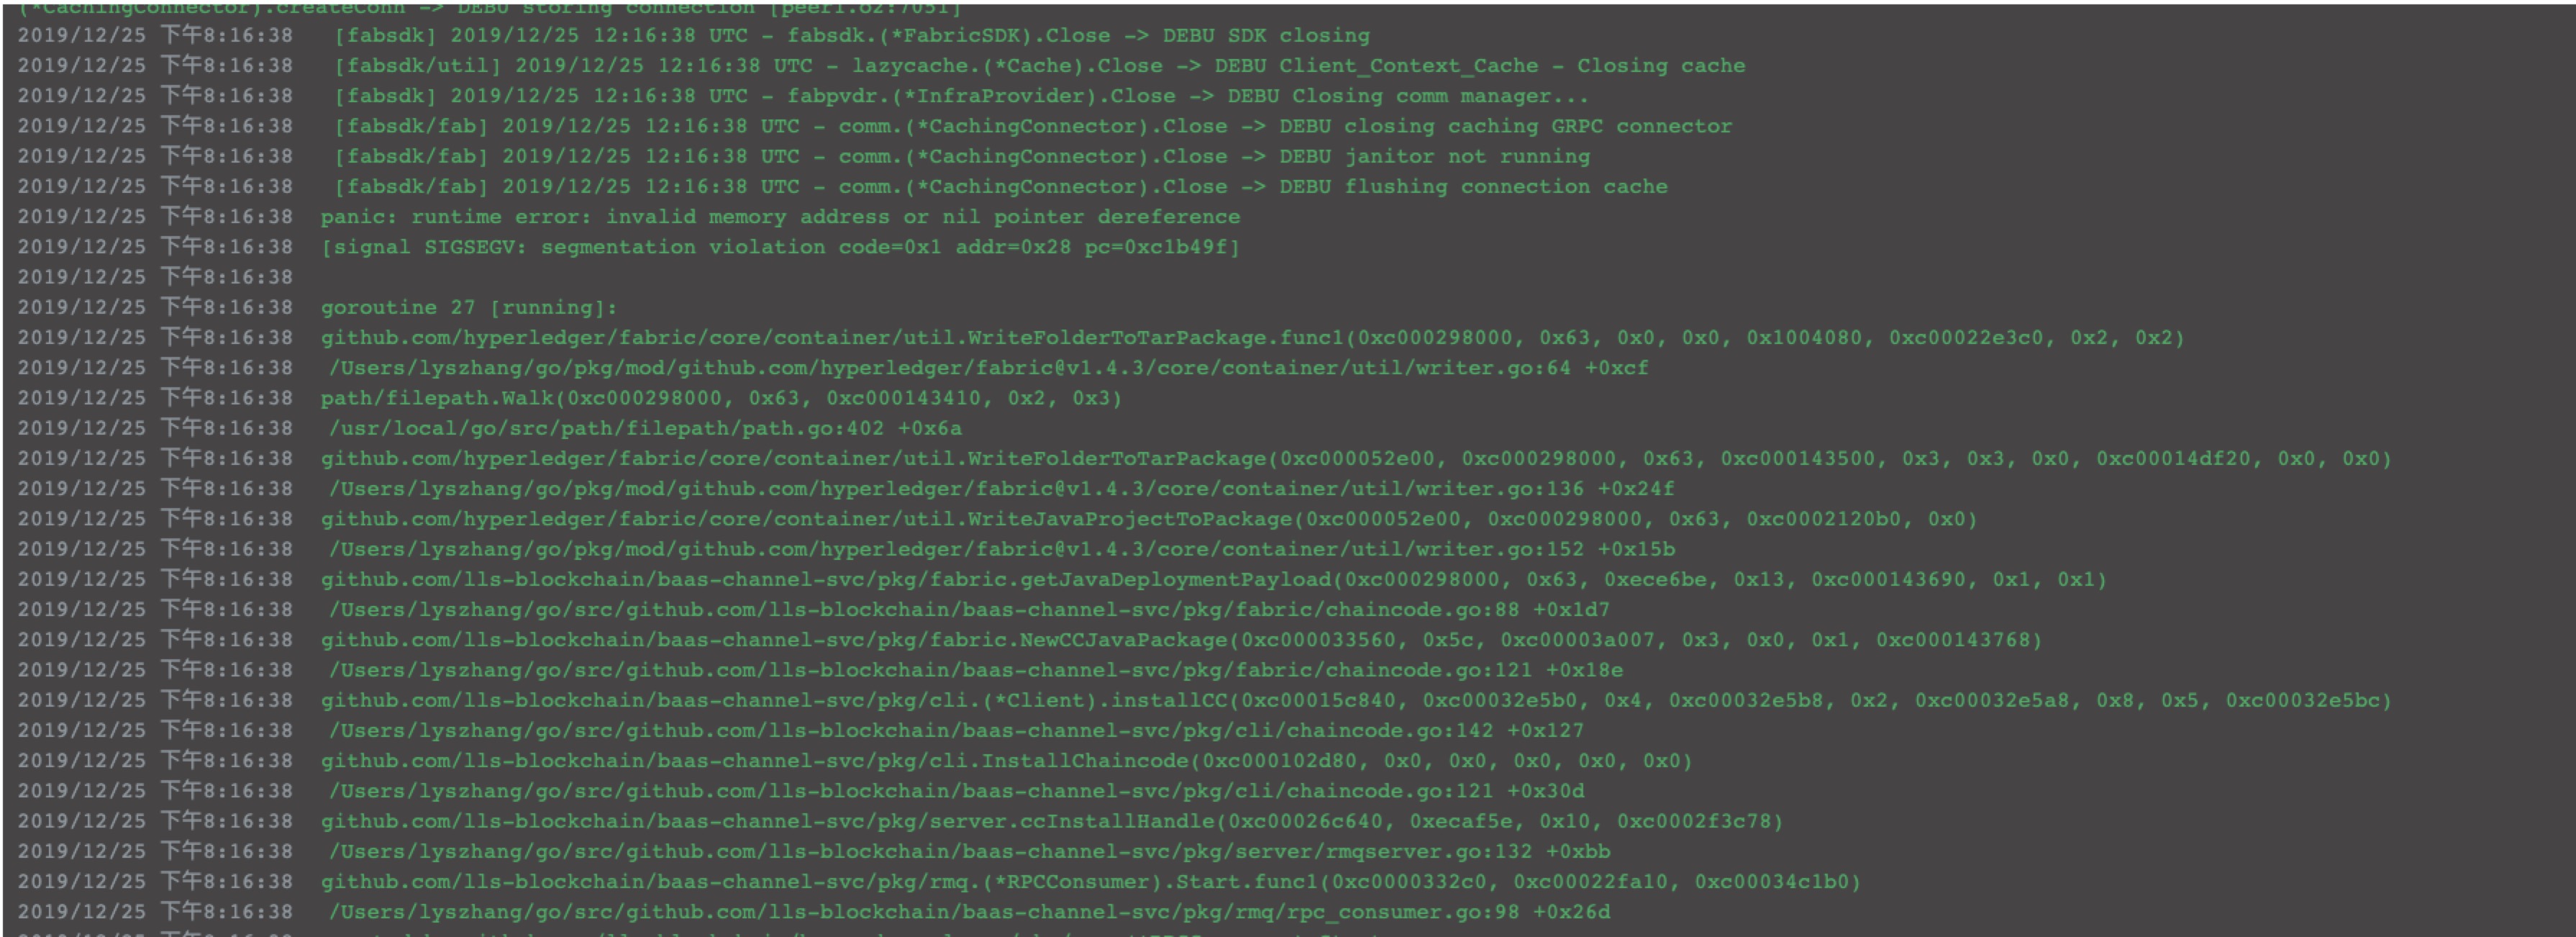 (*CachingConnector).createConn -> DEBU storing connection [peer1.o2:7051]
2019/12/25 下午8:16:38 [fabsdk] 2019/12/25 12:16:38 UTC - fabsdk.(*FabricSDK).Close -> DEBU SDK closing
2019/12/25 下午8:16:38 [fabsdk/util] 2019/12/25 12:16:38 UTC - lazycache.(*Cache).Close -> DEBU Client_Context_Cache - Closing cache
2019/12/25 下午8:16:38 [fabsdk] 2019/12/25 12:16:38 UTC - fabpvdr.(*InfraProvider).Close -> DEBU Closing comm manager...
2019/12/25 下午8:16:38 [fabsdk/fab] 2019/12/25 12:16:38 UTC - comm.(*CachingConnector).Close -> DEBU closing caching GRPC connector
2019/12/25 下午8:16:38 [fabsdk/fab] 2019/12/25 12:16:38 UTC - comm.(*CachingConnector).Close -> DEBU janitor not running
2019/12/25 下午8:16:38 [fabsdk/fab] 2019/12/25 12:16:38 UTC - comm.(*CachingConnector).Close -> DEBU flushing connection cache
2019/12/25 下午8:16:38 panic: runtime error: invalid memory address or nil pointer dereference
2019/12/25 下午8:16:38 [signal SIGSEGV: segmentation violation code=0x1 addr=0x28 pc=0xc1b49f]
2019/12/25 下午8:16:38
2019/12/25 下午8:16:38 goroutine 27 [running]:
2019/12/25 下午8:16:38 github.com/hyperledger/fabric/core/container/util.WriteFolderToTarPackage.func1(0xc000298000, 0x63, 0x0, 0x0, 0x1004080, 0xc00022e3c0, 0x2, 0x2)
2019/12/25 下午8:16:38 /Users/lyszhang/go/pkg/mod/github.com/hyperledger/fabric@v1.4.3/core/container/util/writer.go:64 +0xcf
2019/12/25 下午8:16:38 path/filepath.Walk(0xc000298000, 0x63, 0xc000143410, 0x2, 0x3)
2019/12/25 下午8:16:38 /usr/local/go/src/path/filepath/path.go:402 +0x6a
2019/12/25 下午8:16:38 github.com/hyperledger/fabric/core/container/util.WriteFolderToTarPackage(0xc000052e00, 0xc000298000, 0x63, 0xc000143500, 0x3, 0x3, 0x0, 0xc00014df20, 0x0, 0x0)
2019/12/25 下午8:16:38 /Users/lyszhang/go/pkg/mod/github.com/hyperledger/fabric@v1.4.3/core/container/util/writer.go:136 +0x24f
2019/12/25 下午8:16:38 github.com/hyperledger/fabric/core/container/util.WriteJavaProjectToPackage(0xc000052e00, 0xc000298000, 0x63, 0xc0002120b0, 0x0)
2019/12/25 下午8:16:38 /Users/lyszhang/go/pkg/mod/github.com/hyperledger/fabric@v1.4.3/core/container/util/writer.go:152 +0x15b
2019/12/25 下午8:16:38 github.com/lls-blockchain/baas-channel-svc/pkg/fabric.getJavaDeploymentPayload(0xc000298000, 0x63, 0xece6be, 0x13, 0xc000143690, 0x1, 0x1)
2019/12/25 下午8:16:38 /Users/lyszhang/go/src/github.com/lls-blockchain/baas-channel-svc/pkg/fabric/chaincode.go:88 +0x1d7
2019/12/25 下午8:16:38 github.com/lls-blockchain/baas-channel-svc/pkg/fabric.NewCCJavaPackage(0xc000033560, 0x5c, 0xc00003a007, 0x3, 0x0, 0x1, 0xc000143768)
2019/12/25 下午8:16:38 /Users/lyszhang/go/src/github.com/lls-blockchain/baas-channel-svc/pkg/fabric/chaincode.go:121 +0x18e
2019/12/25 下午8:16:38 github.com/lls-blockchain/baas-channel-svc/pkg/cli.(*Client).installCC(0xc00015c840, 0xc00032e5b0, 0x4, 0xc00032e5b8, 0x2, 0xc00032e5a8, 0x8, 0x5, 0xc00032e5bc)
2019/12/25 下午8:16:38 /Users/lyszhang/go/src/github.com/lls-blockchain/baas-channel-svc/pkg/cli/chaincode.go:142 +0x127
2019/12/25 下午8:16:38 github.com/lls-blockchain/baas-channel-svc/pkg/cli.InstallChaincode(0xc000102d80, 0x0, 0x0, 0x0, 0x0, 0x0)
2019/12/25 下午8:16:38 /Users/lyszhang/go/src/github.com/lls-blockchain/baas-channel-svc/pkg/cli/chaincode.go:121 +0x30d
2019/12/25 下午8:16:38 github.com/lls-blockchain/baas-channel-svc/pkg/server.ccInstallHandle(0xc00026c640, 0xecaf5e, 0x10, 0xc0002f3c78)
2019/12/25 下午8:16:38 /Users/lyszhang/go/src/github.com/lls-blockchain/baas-channel-svc/pkg/server/rmqserver.go:132 +0xbb
2019/12/25 下午8:16:38 github.com/lls-blockchain/baas-channel-svc/pkg/rmq.(*RPCConsumer).Start.func1(0xc0000332c0, 0xc00022fa10, 0xc00034c1b0)
2019/12/25 下午8:16:38 /Users/lyszhang/go/src/github.com/lls-blockchain/baas-channel-svc/pkg/rmq/rpc_consumer.go:98 +0x26d